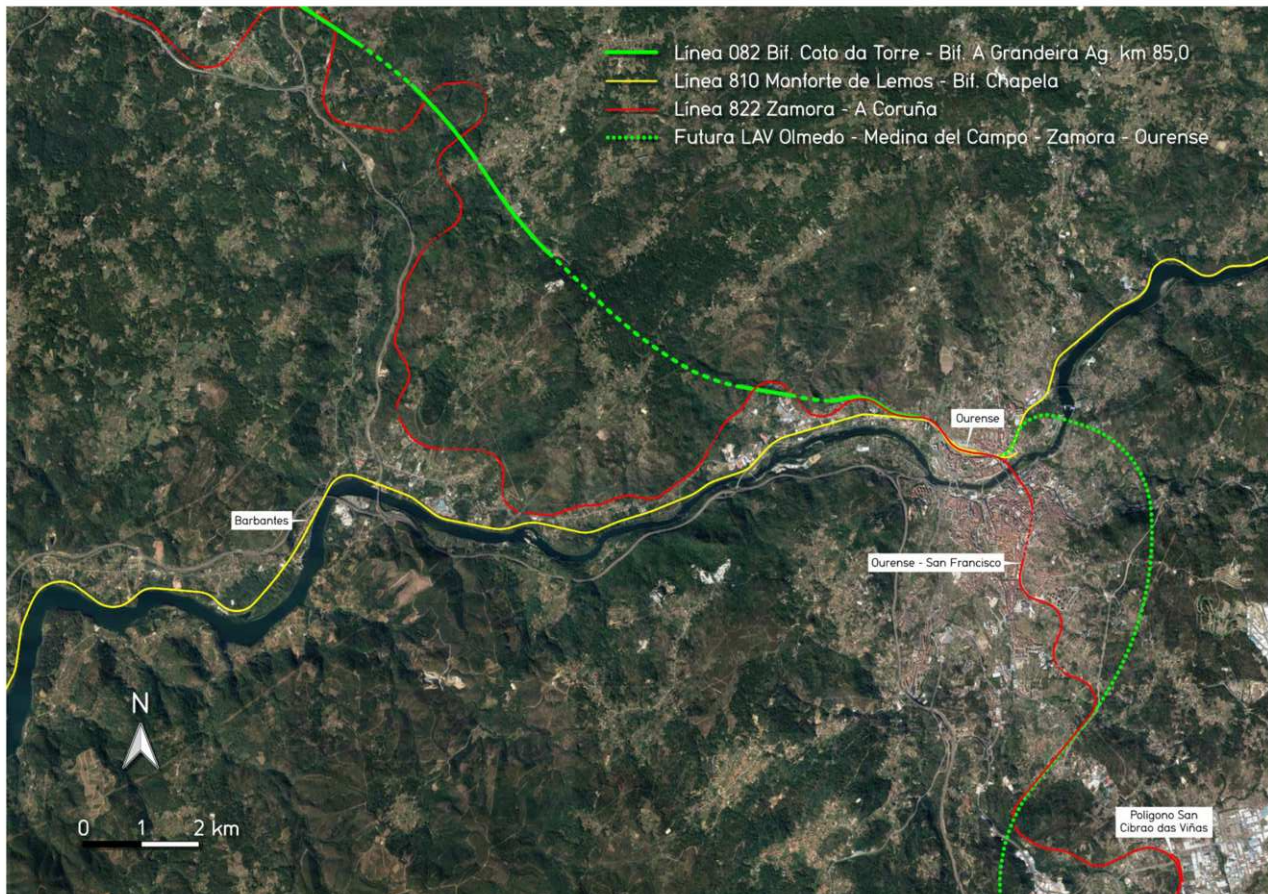 Línea 082 Bif. Coto da Torre - Bif. A Grandeira Ag. km 85,0
Línea 810 Monforte de Lemos - Bif. Chapela
Línea 822 Zamora - A Coruña
Futura LAV Olmedo - Medina del Campo - Zamora - Ourense
Ourense
Barbantes
Ourense - San Francisco
N
0 1 2 km
Polígono San
Cibrao das Viñas